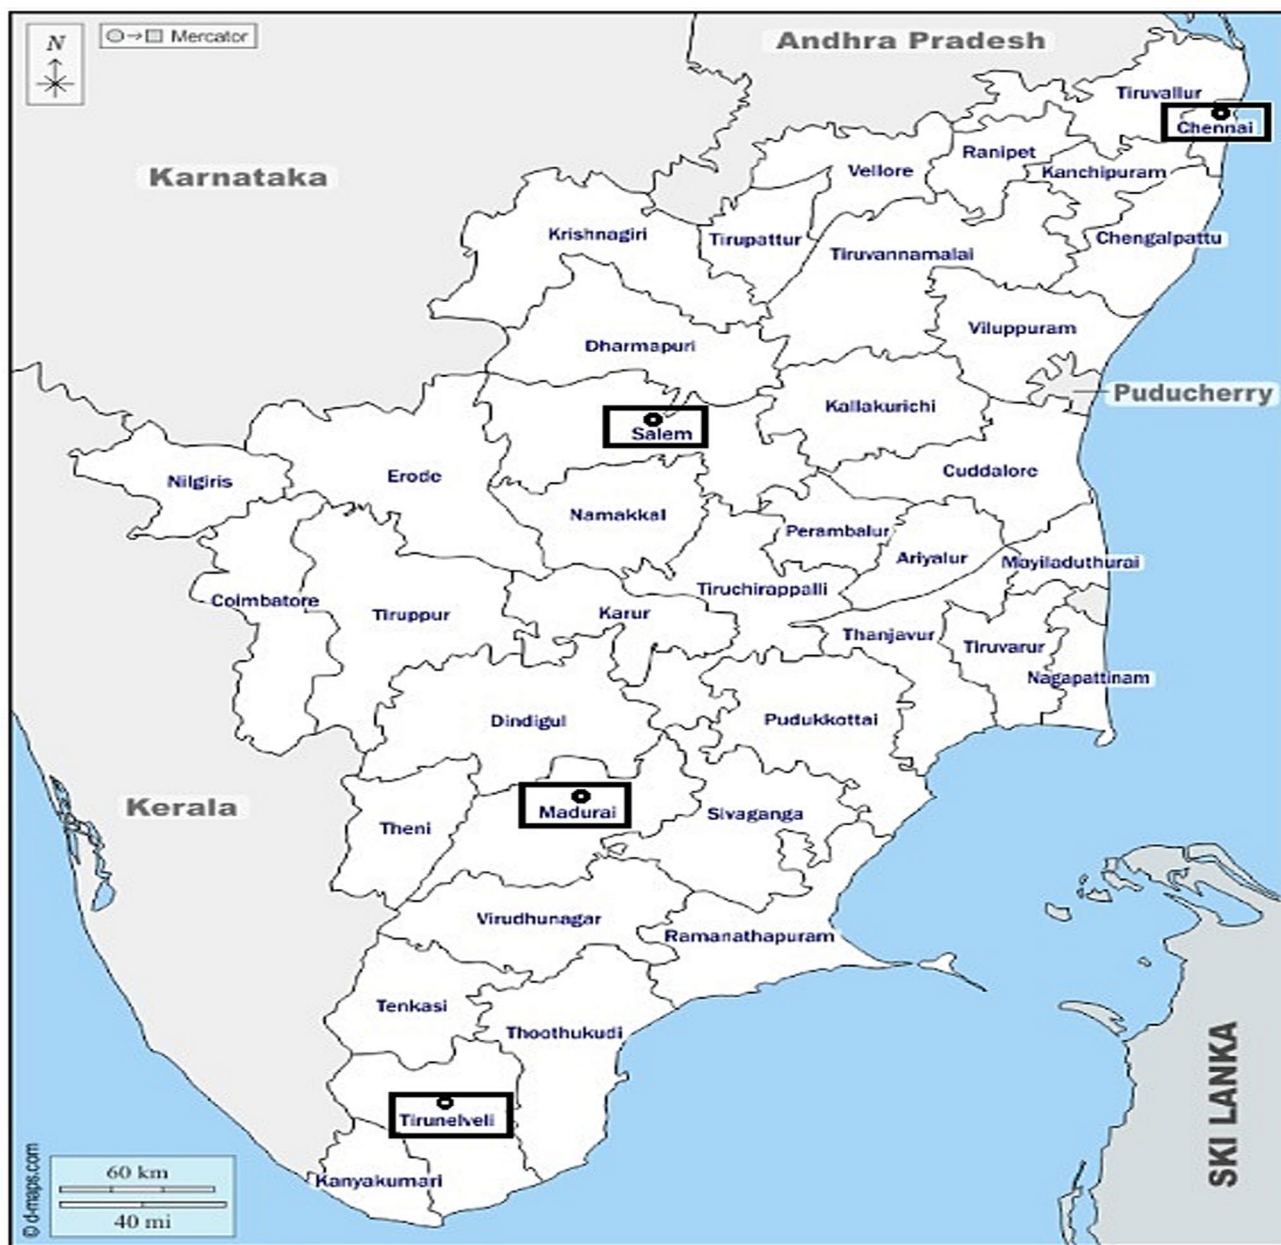 Andhra Pradesh
N
Mercator
Tiruvallur
Chennai
Ranipet
Vellore
Kanchipuram
Karnataka
Krishnagiri
Tirupattur
Chengalpattu
Tiruvannamalai
Viluppuram
Dharmapuri
Puducherry
Kallakurichi
Salem
Cuddalore
Erode
Nilgiris
Namakkal
Perambalur
Ariyalur
Mayiladuthurai
Tiruchirappalli
Coimbatore
Tiruppur
Karur
Thanjavur
Tiruvarur
Nagapattinam
Dindigul
Pudukkottai
Kerala
Madurai
Sivaganga
Theni
Virudhunagar
Ramanathapuram
Tenkasi
Thoothukudi
SKI LANKA
Tirunelveli
Kanyakumari
60 km
40 mi
© d-maps.com